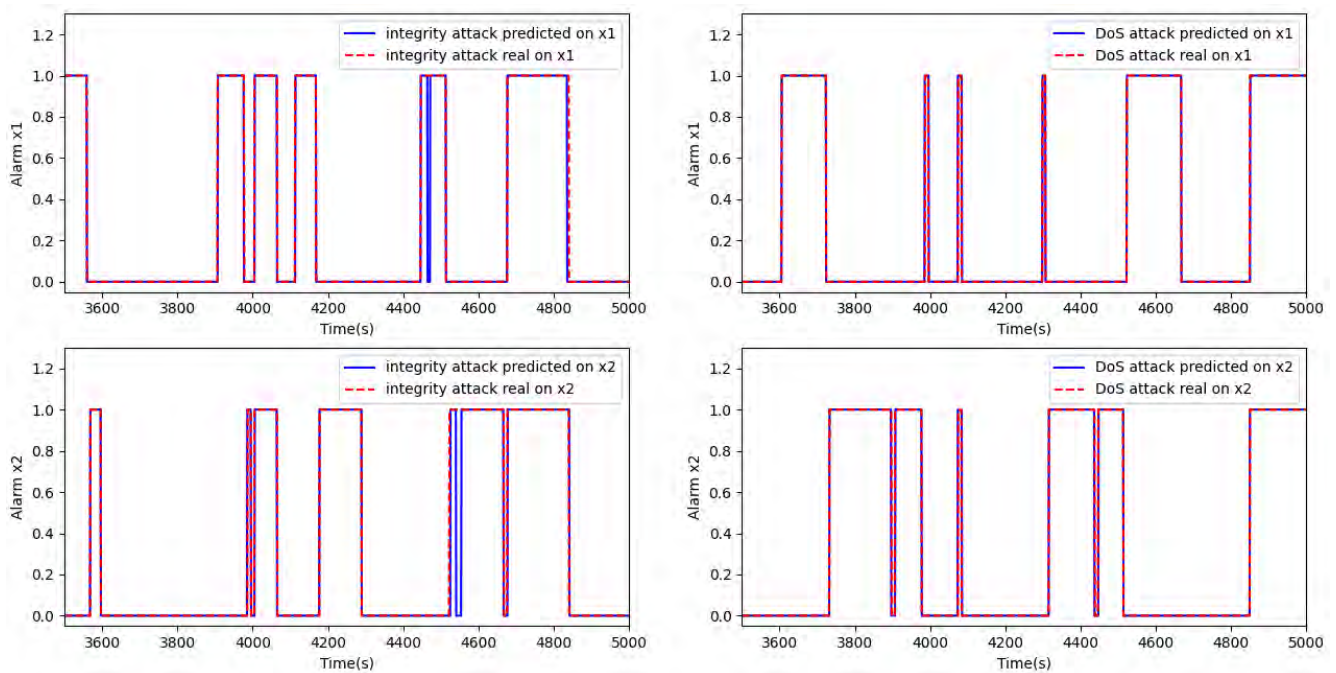 integrity attack predicted on x1
integrity attack real on x1
1.2
1.0
0.8
0.6
0.4
0.2
0.0
Alarm x1
3600 3800 4000 4200 4400 4600 4800 5000
Time(s)
DoS attack predicted on x1
DoS attack real on x1
1.2
1.0
0.8
0.6
0.4
0.2
0.0
Alarm x1
3600 3800 4000 4200 4400 4600 4800 5000
Time(s)
integrity attack predicted on x2
integrity attack real on x2
1.2
1.0
0.8
0.6
0.4
0.2
0.0
Alarm x2
3600 3800 4000 4200 4400 4600 4800 5000
Time(s)
DoS attack predicted on x2
DoS attack real on x2
1.2
1.0
0.8
0.6
0.4
0.2
0.0
Alarm x2
3600 3800 4000 4200 4400 4600 4800 5000
Time(s)